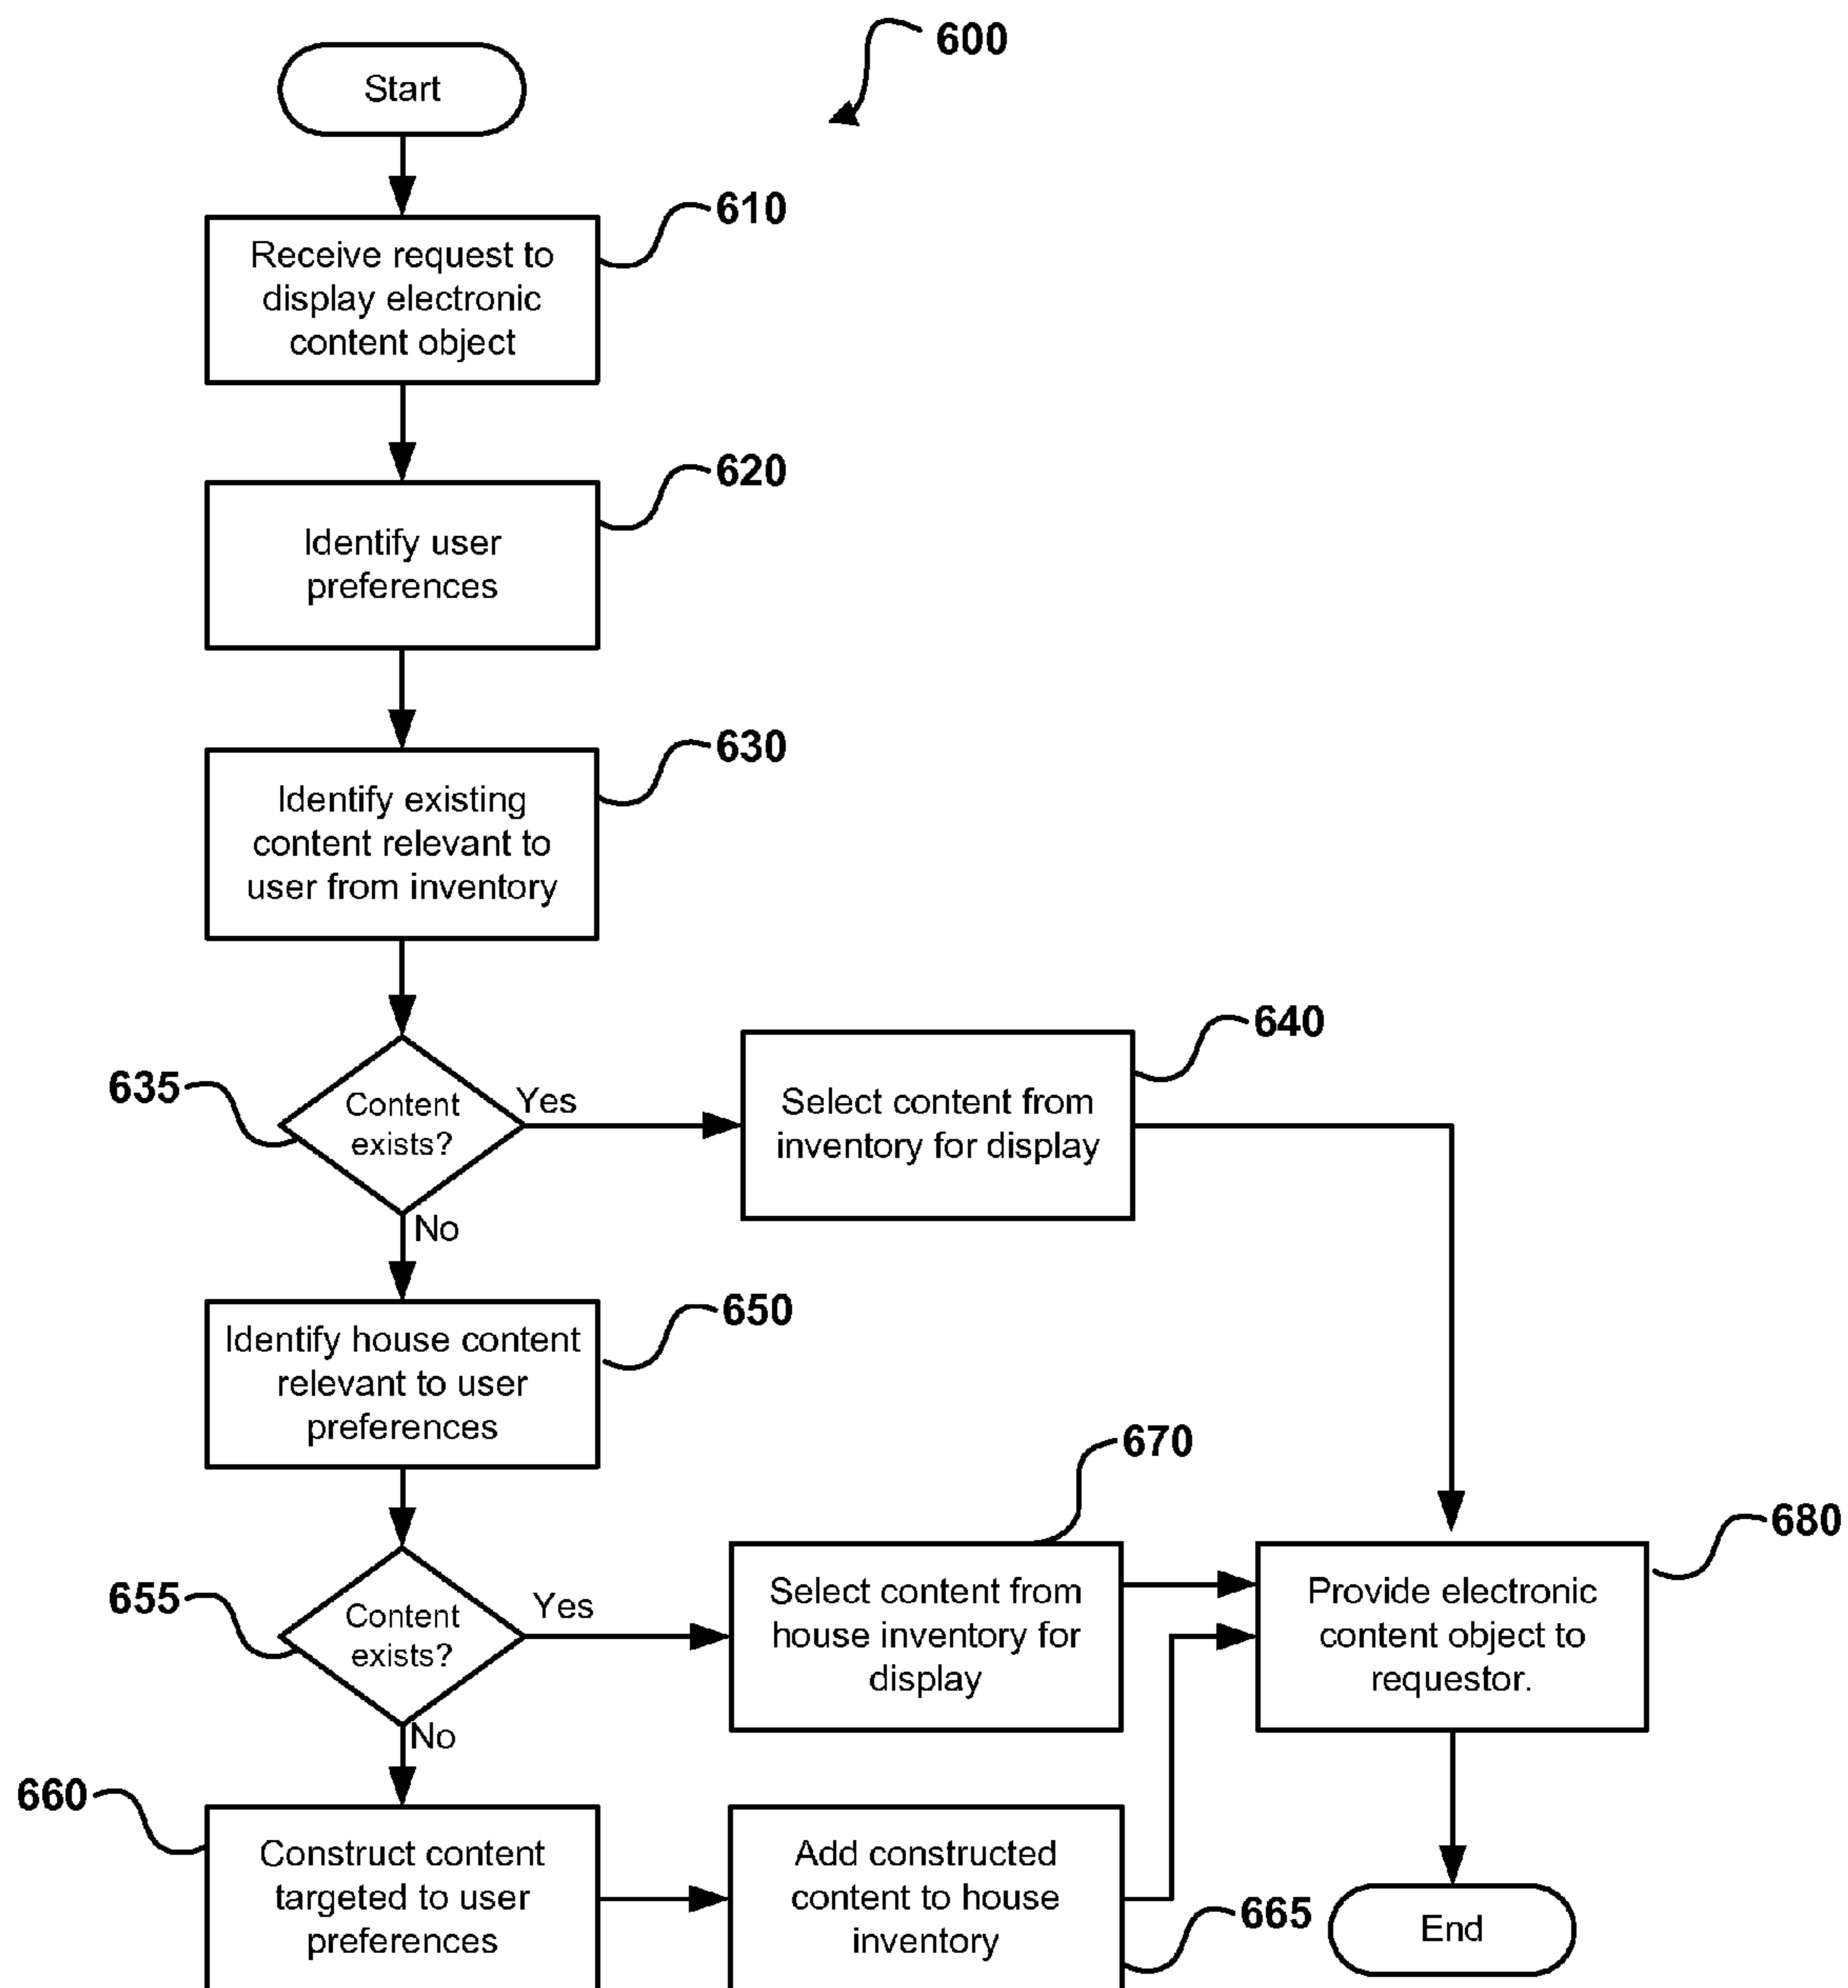 600
Start
610
Receive request to
display electronic
content object
620
Identify user
preferences
630
Identify existing
content relevant to
user from inventory
635
Content
exists?
Yes
No
640
Select content from
inventory for display
650
Identify house content
relevant to user
preferences
655
Content
exists?
Yes
No
670
Select content from
house inventory for
display
680
Provide electronic
content object to
requestor.
660
Construct content
targeted to user
preferences
Add constructed
content to house
inventory
665
End